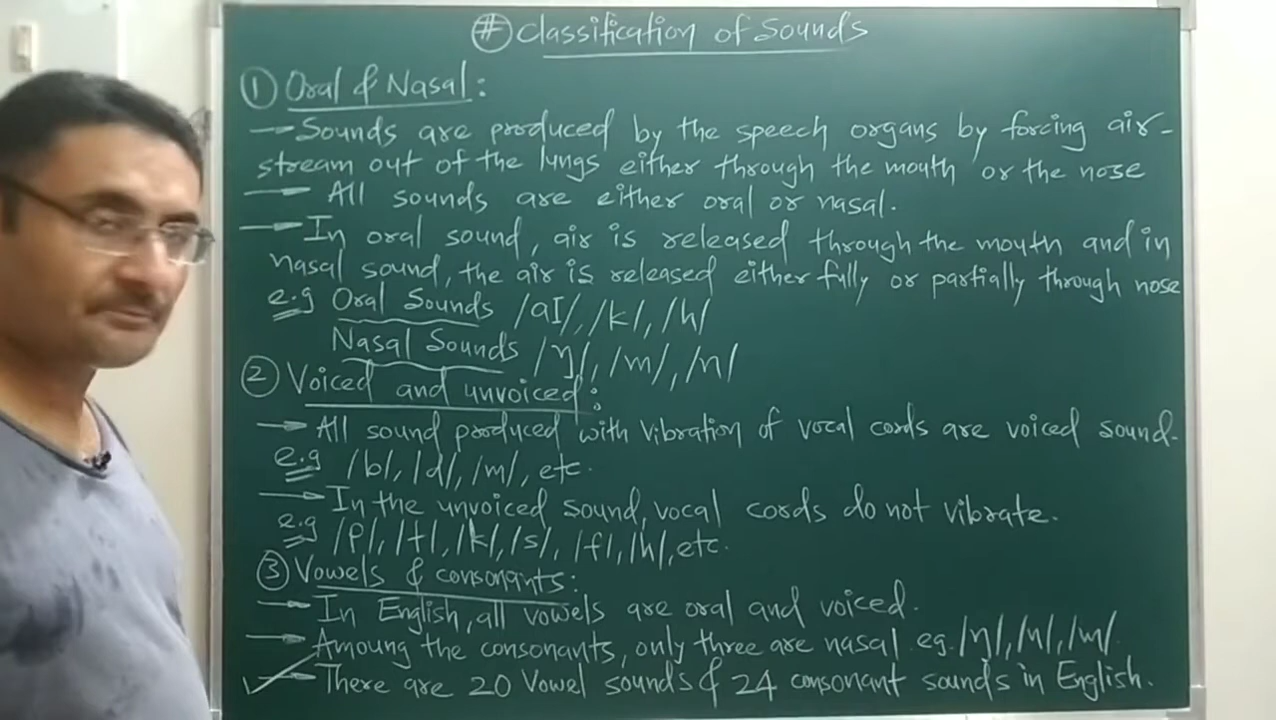 # Classification of Sounds
① Oral & Nasal:
→ Sounds are produced by the speech organs by forcing air-
stream out of the lungs either through the mouth or the nose
→ All sounds are either oral or nasal.
→ In oral sound, air is released through the mouth and in
nasal sound, the air is released either fully or partially through nose
e.g Oral Sounds /aI/, /k/, /h/
Nasal Sounds /ŋ/, /m/, /n/
② Voiced and unvoiced:
→ All sound produced with vibration of vocal cords are voiced sound.
e.g /b/, /d/, /m/, etc.
→ In the unvoiced sound, vocal cords do not vibrate.
e.g /p/, /t/, /k/, /s/, /f/, /h/, etc.
③ Vowels & consonants:
→ In English, all vowels are oral and voiced.
→ Amoung the consonants, only three are nasal eg. /ŋ/, /n/, /m/.
✓ → There are 20 Vowel sounds & 24 consonant sounds in English.